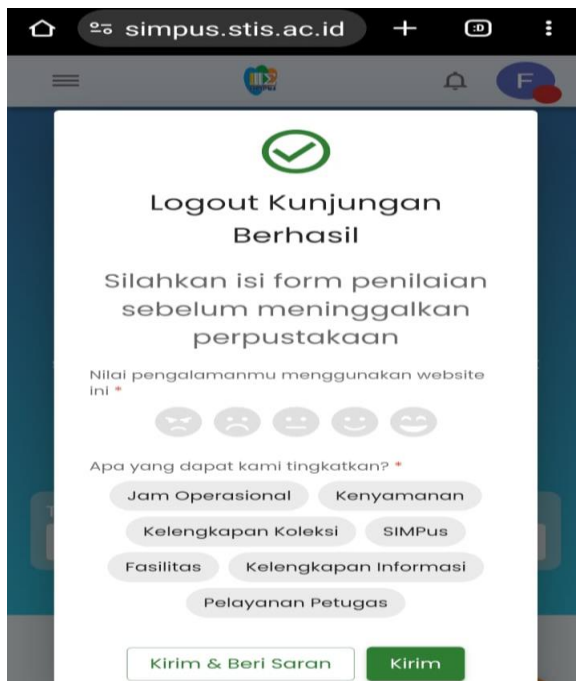 simpus.stis.ac.id
:D
F
Logout Kunjungan
Berhasil
Silahkan isi form penilaian
sebelum meninggalkan
perpustakaan
Nilai pengalamanmu menggunakan website
ini *
Apa yang dapat kami tingkatkan? *
Jam Operasional Kenyamanan
Kelengkapan Koleksi SIMPus
Fasilitas Kelengkapan Informasi
Pelayanan Petugas
Kirim & Beri Saran Kirim